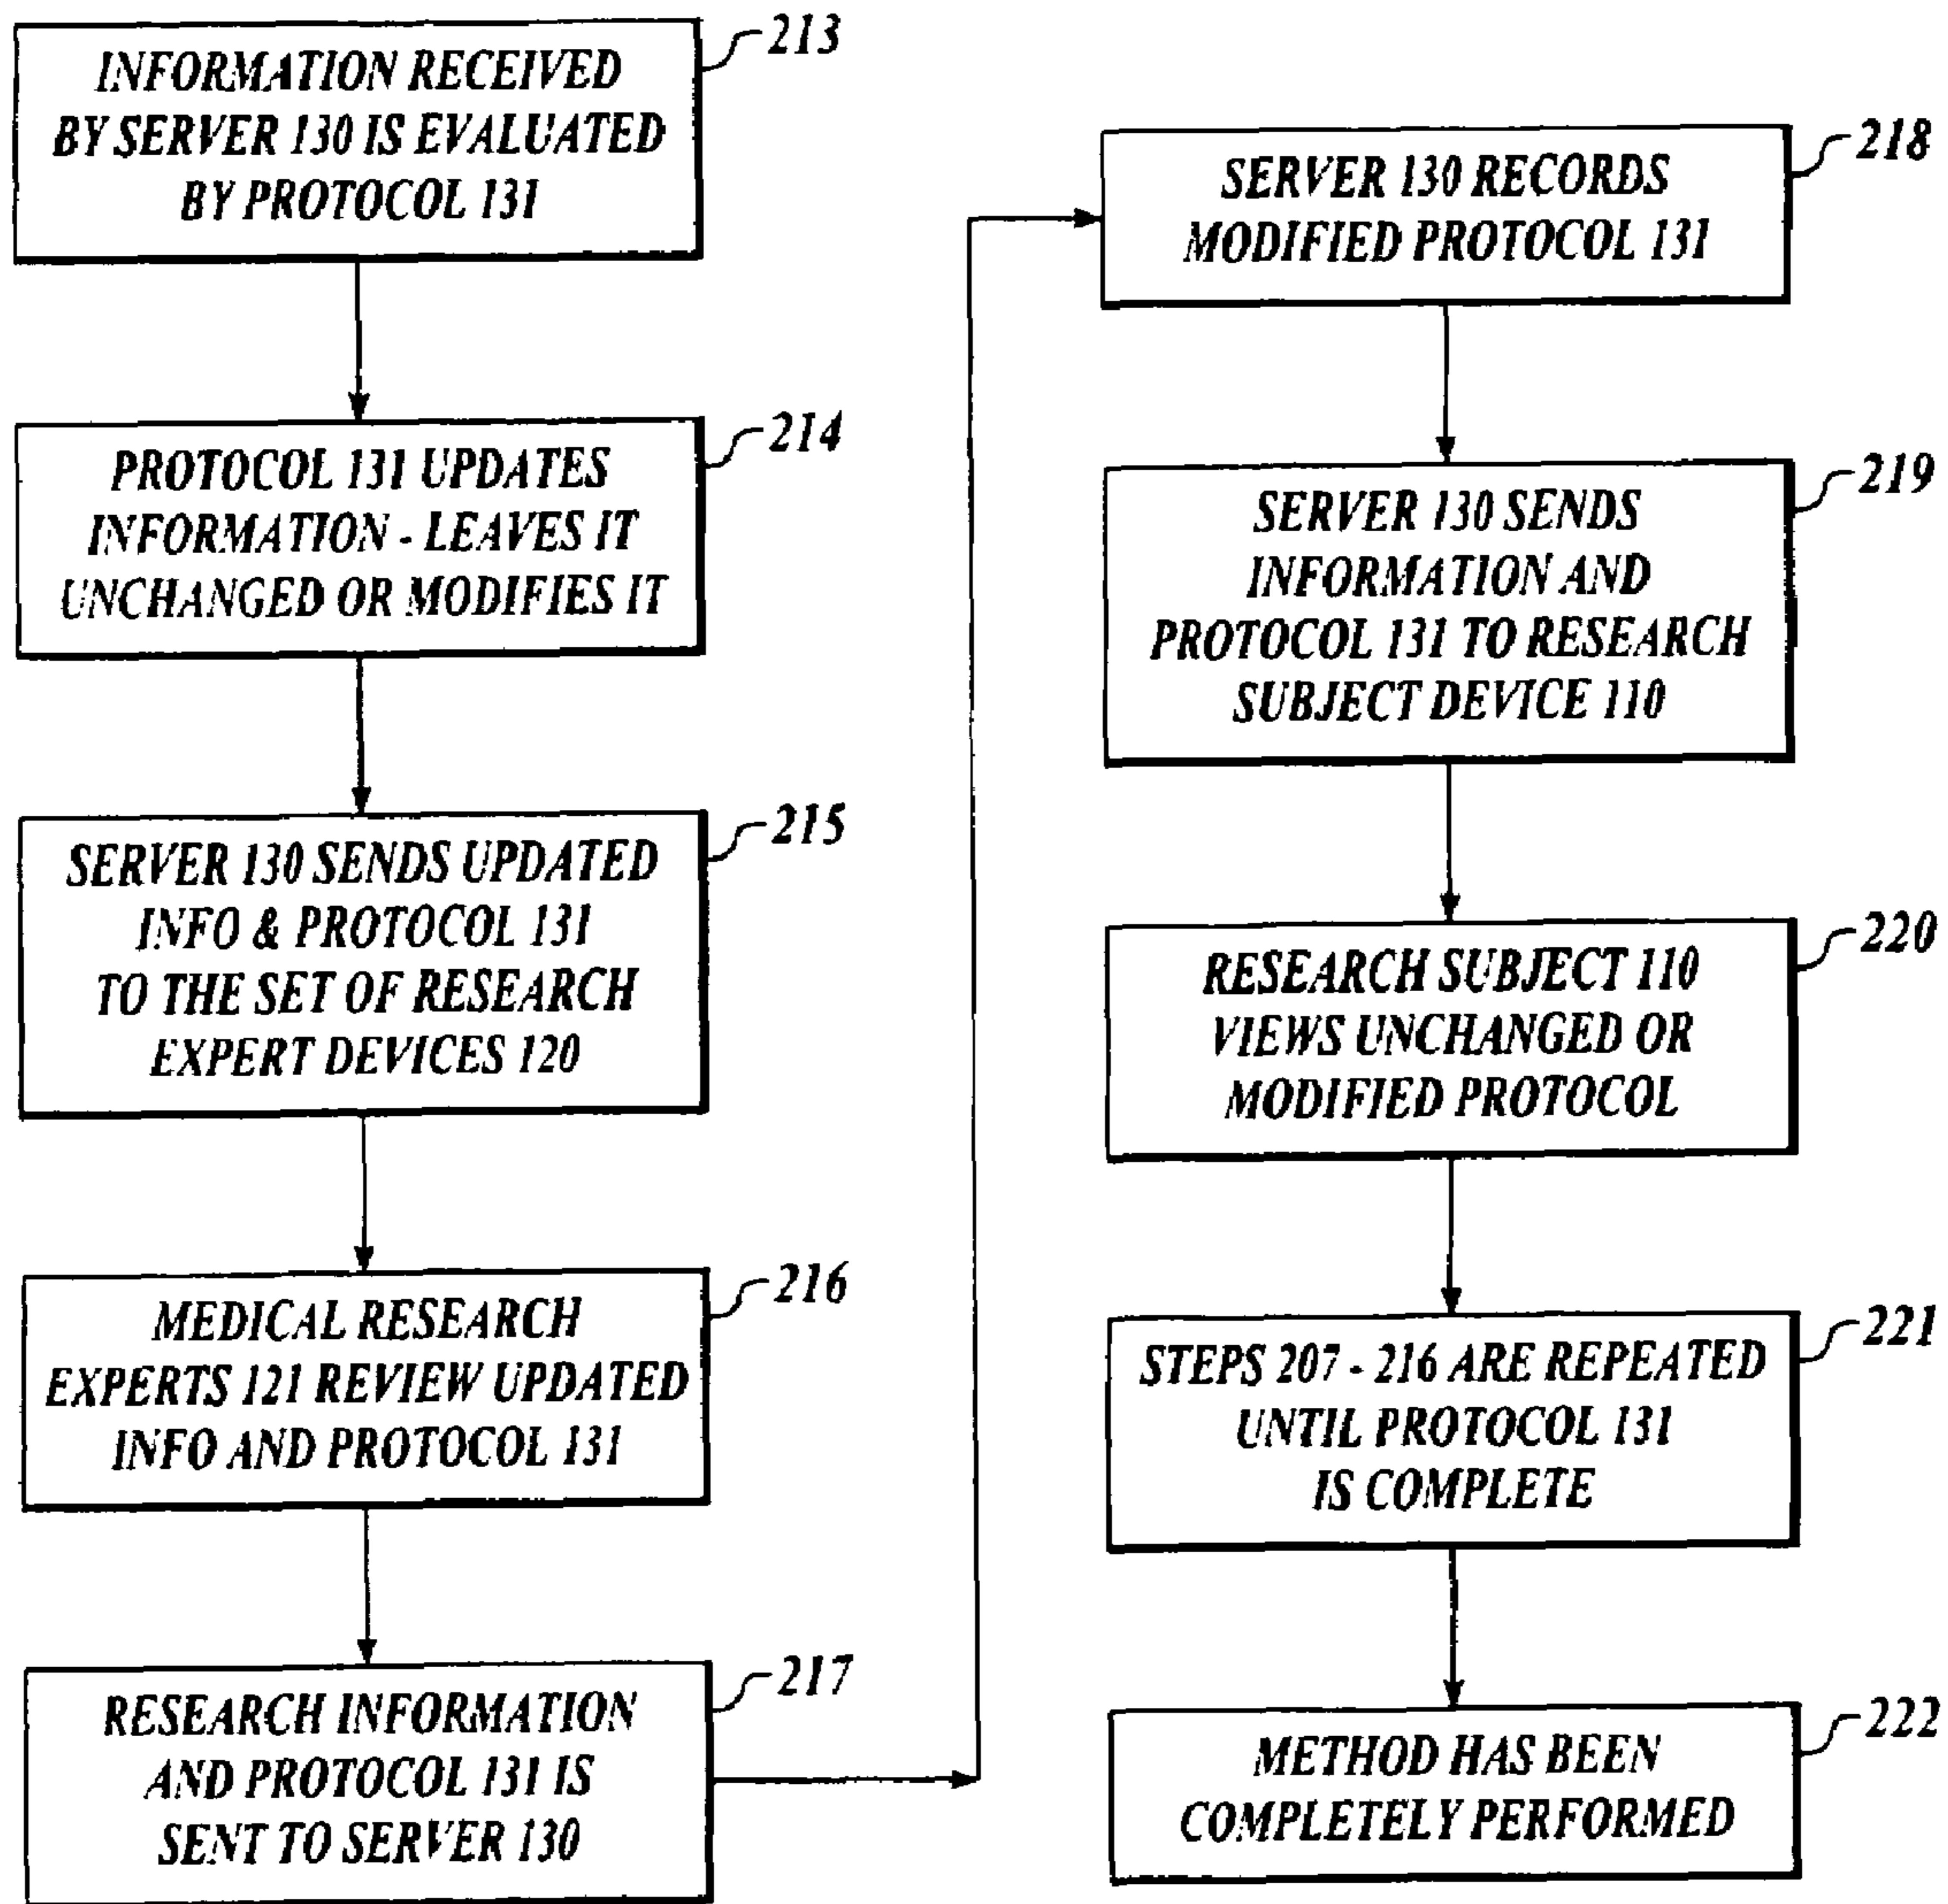 INFORMATION RECEIVED
BY SERVER 130 IS EVALUATED
BY PROTOCOL 131
213
PROTOCOL 131 UPDATES
INFORMATION - LEAVES IT
UNCHANGED OR MODIFIES IT
214
SERVER 130 SENDS UPDATED
INFO & PROTOCOL 131
TO THE SET OF RESEARCH
EXPERT DEVICES 120
215
MEDICAL RESEARCH
EXPERTS 121 REVIEW UPDATED
INFO AND PROTOCOL 131
216
RESEARCH INFORMATION
AND PROTOCOL 131 IS
SENT TO SERVER 130
217
SERVER 130 RECORDS
MODIFIED PROTOCOL 131
218
SERVER 130 SENDS
INFORMATION AND
PROTOCOL 131 TO RESEARCH
SUBJECT DEVICE 110
219
RESEARCH SUBJECT 110
VIEWS UNCHANGED OR
MODIFIED PROTOCOL
220
STEPS 207 - 216 ARE REPEATED
UNTIL PROTOCOL 131
IS COMPLETE
221
METHOD HAS BEEN
COMPLETELY PERFORMED
222